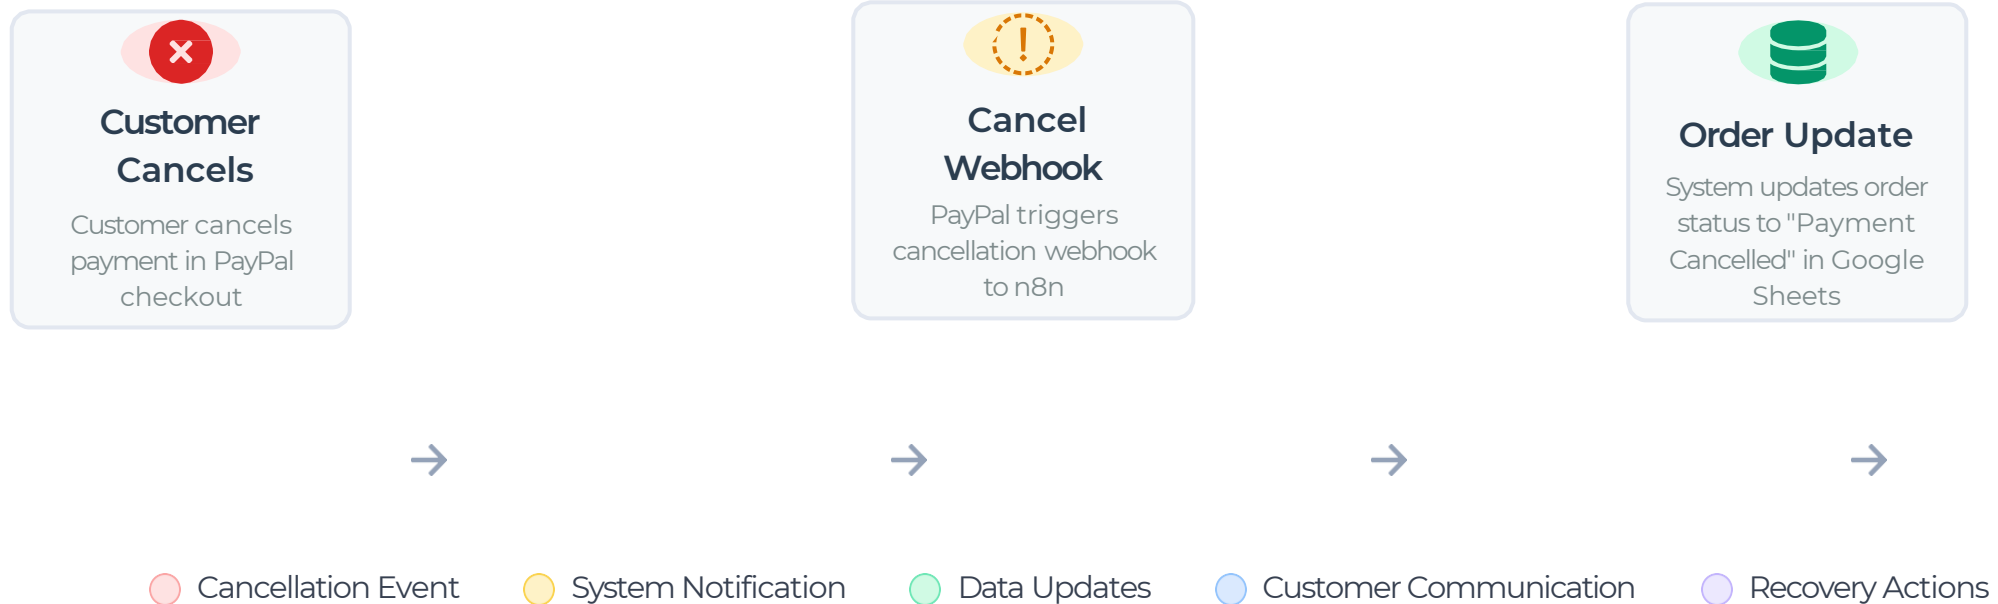 Customer
Cancels
Customer cancels
payment in PayPal
checkout
Cancel
Webhook
PayPal triggers
cancellation webhook
to n8n
Order Update
System updates order
status to "Payment
Cancelled" in Google
Sheets
Cancellation Event
System Notification
Data Updates
Customer Communication
Recovery Actions